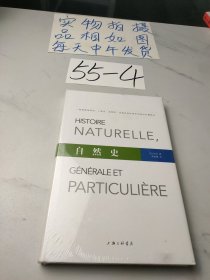 实物拍摄
品相如图
每天中午发货
55-4
HISTOIRE
NATURELLE,
自然史
GÉNÉRALE ET
PARTICULIÈRE
上海三联书店